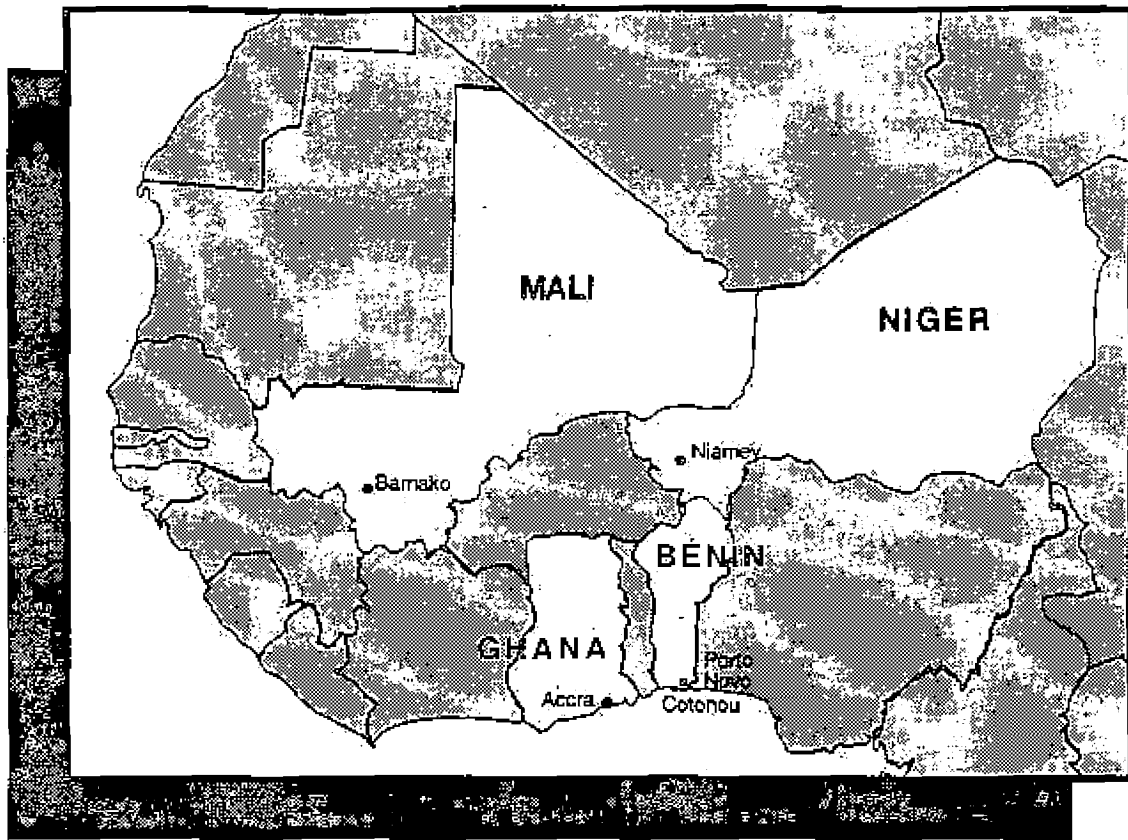 MALI
NIGER
Niamey
Bamako
BENIN
GHANA
Porto
Novo
Accra
Cotonou